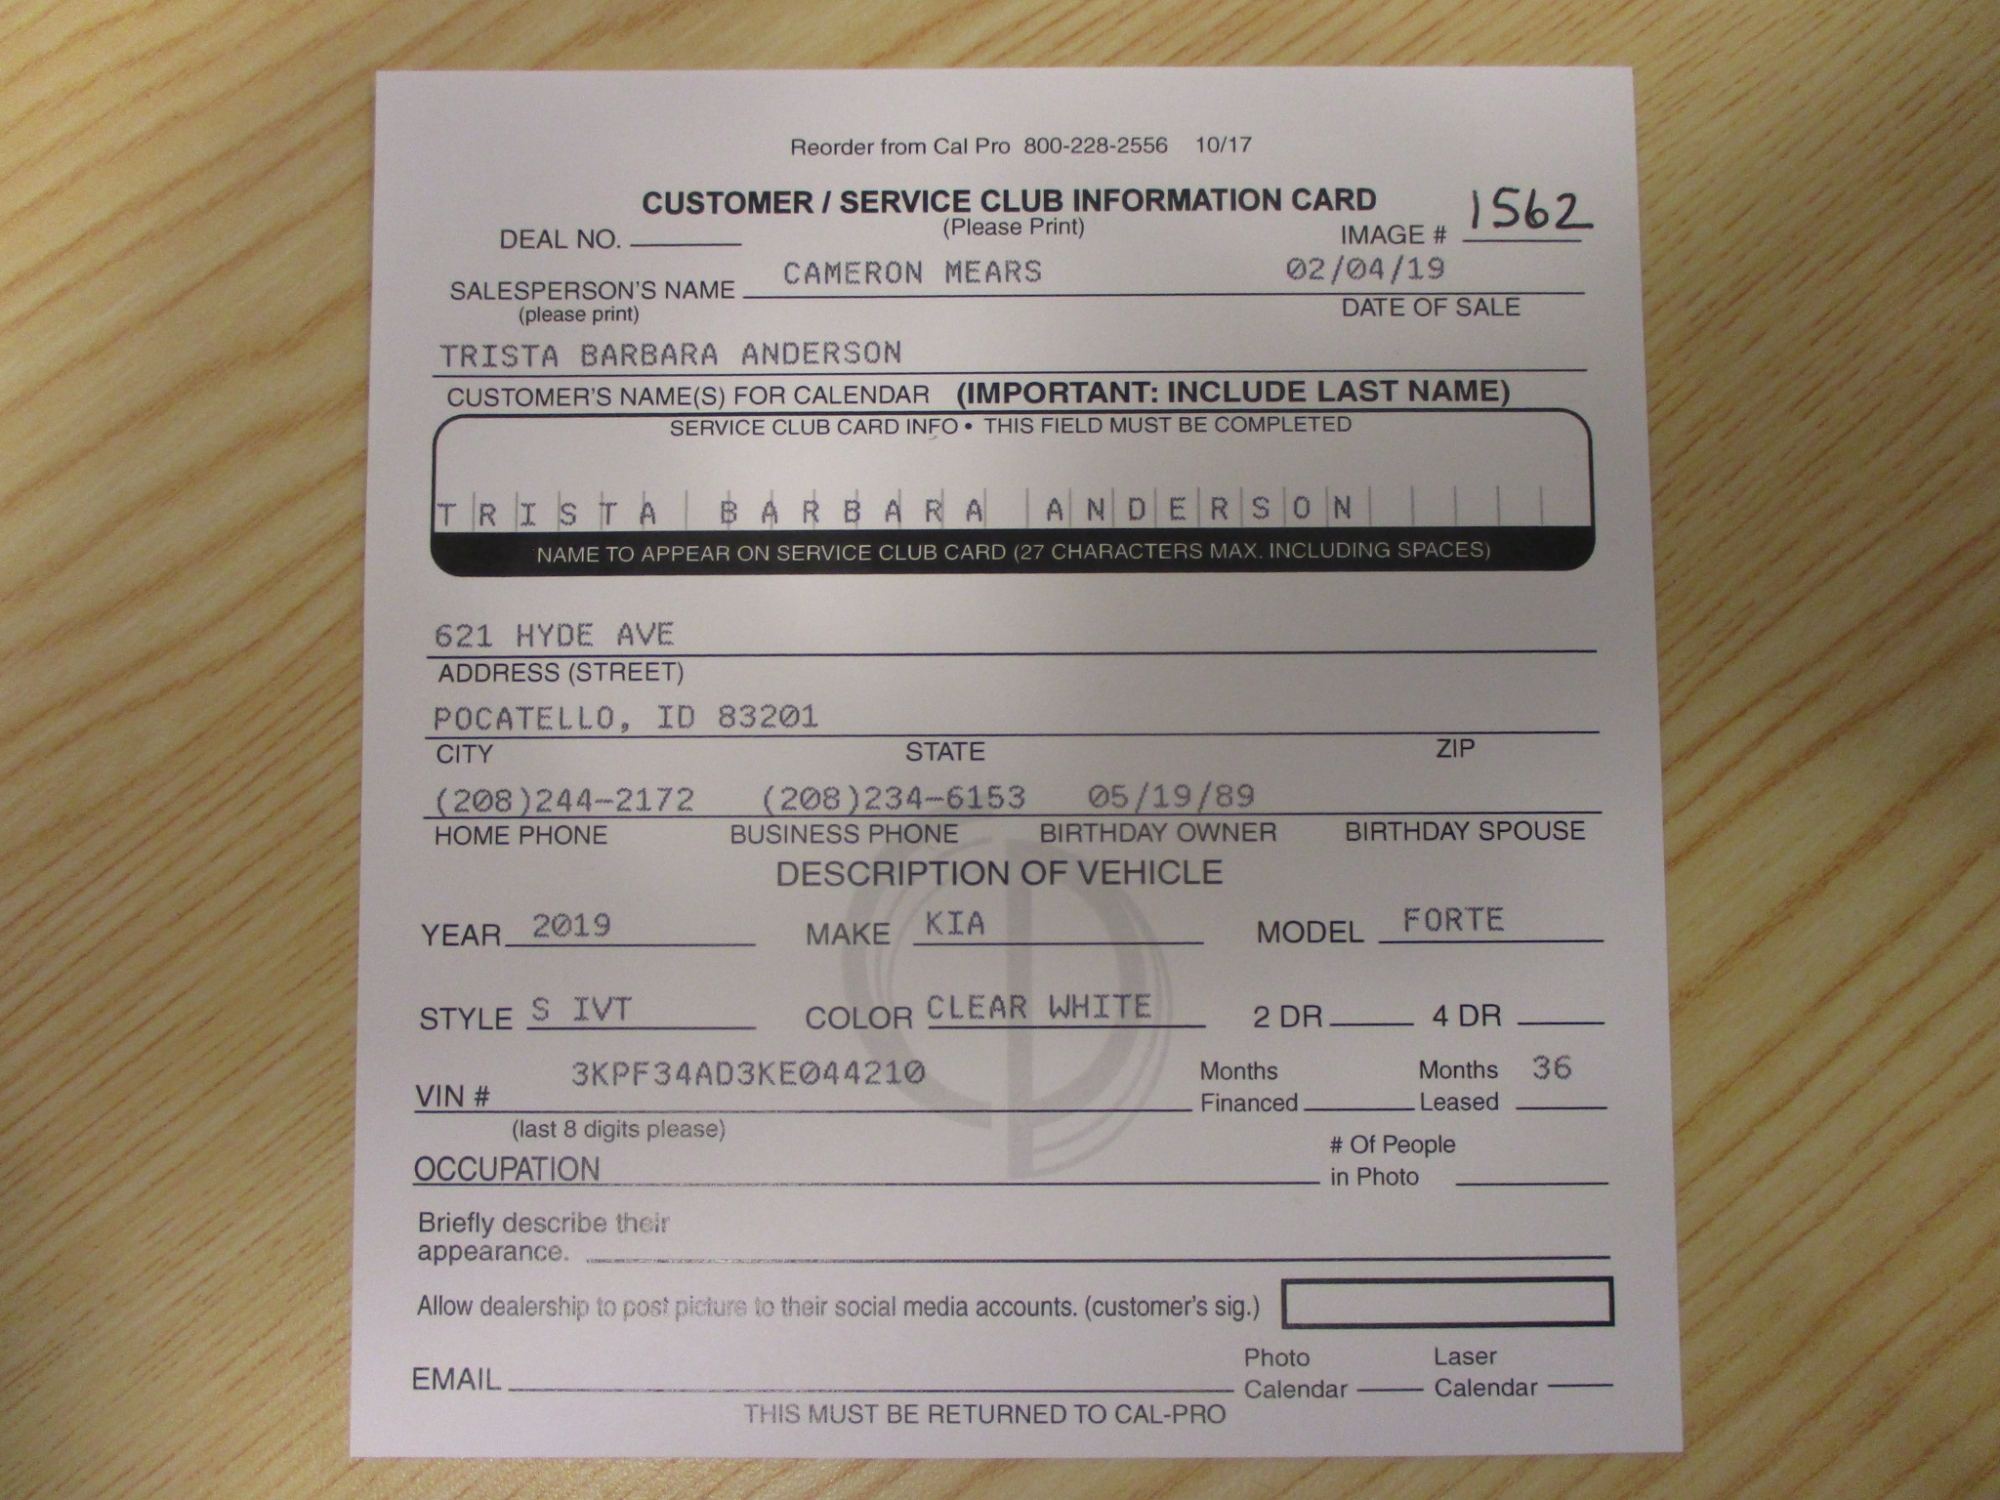 Reorder from Cal Pro 800-228-2556 10/17
CUSTOMER / SERVICE CLUB INFORMATION CARD
(Please Print)
DEAL NO. IMAGE # 1562
SALESPERSON'S NAME CAMERON MEARS 02/04/19
(please print) DATE OF SALE
TRISTA BARBARA ANDERSON
CUSTOMER'S NAME(S) FOR CALENDAR (IMPORTANT: INCLUDE LAST NAME)
SERVICE CLUB CARD INFO • THIS FIELD MUST BE COMPLETED
TRISTA BARBARA ANDERSON
NAME TO APPEAR ON SERVICE CLUB CARD (27 CHARACTERS MAX. INCLUDING SPACES)
621 HYDE AVE
ADDRESS (STREET)
POCATELLO, ID 83201
CITY STATE ZIP
(208)244-2172 (208)234-6153 05/19/89
HOME PHONE BUSINESS PHONE BIRTHDAY OWNER BIRTHDAY SPOUSE
DESCRIPTION OF VEHICLE
YEAR 2019 MAKE KIA MODEL FORTE
STYLE S IVT COLOR CLEAR WHITE 2 DR 4 DR
VIN # 3KPF34AD3KE044210 Months Financed Months Leased 36
(last 8 digits please)
OCCUPATION # Of People in Photo
Briefly describe their
appearance.
Allow dealership to post picture to their social media accounts. (customer's sig.)
EMAIL Photo Calendar Laser Calendar
THIS MUST BE RETURNED TO CAL-PRO